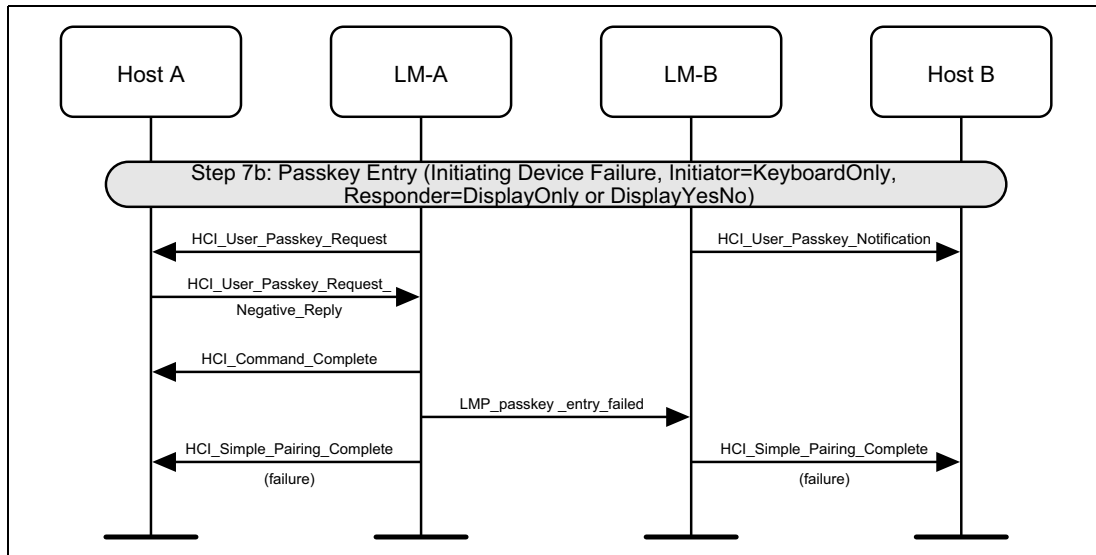 Host A
LM-A
LM-B
Host B
Step 7b: Passkey Entry (Initiating Device Failure, Initiator=KeyboardOnly,
Responder=DisplayOnly or DisplayYesNo)
HCI_User_Passkey_Request
HCI_User_Passkey_Notification
HCI_User_Passkey_Request_
Negative_Reply
HCI_Command_Complete
LMP_passkey _entry_failed
HCI_Simple_Pairing_Complete
(failure)
HCI_Simple_Pairing_Complete
(failure)